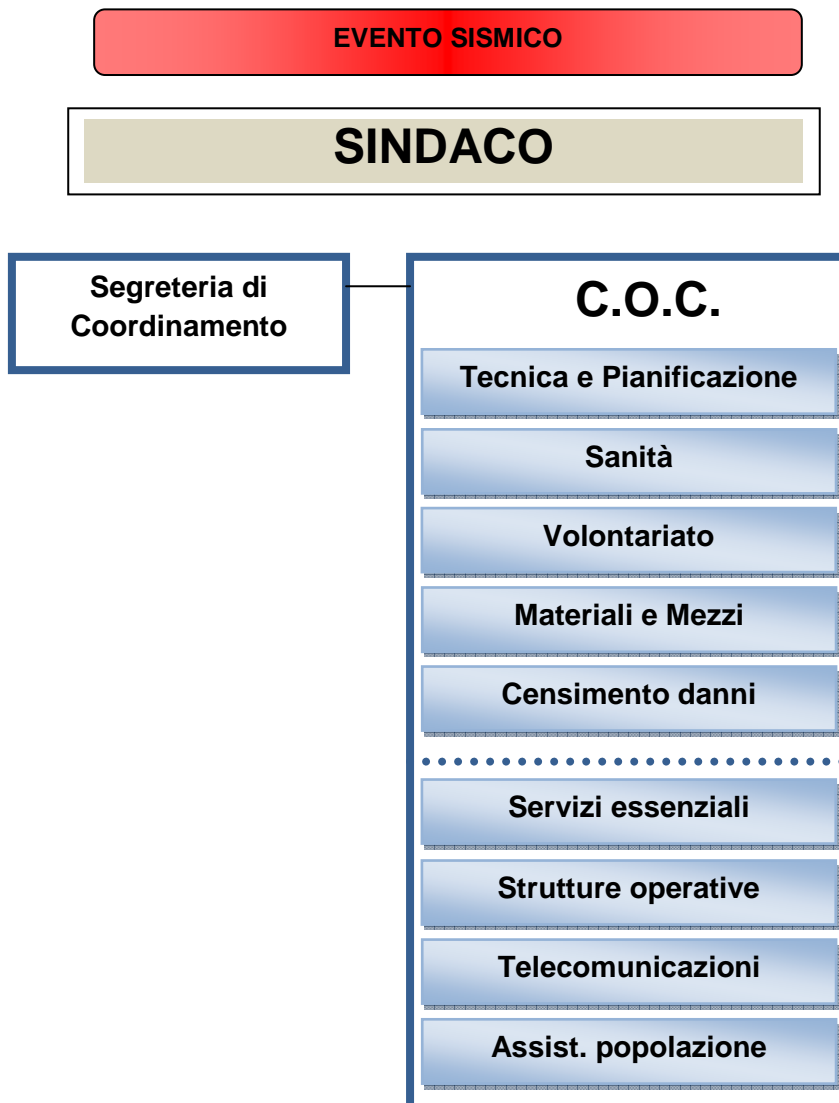 EVENTO SISMICO
SINDACO
Segreteria di
Coordinamento
C.O.C.
Tecnica e Pianificazione
Sanità
Volontariato
Materiali e Mezzi
Censimento danni
Servizi essenziali
Strutture operative
Telecomunicazioni
Assist. popolazione